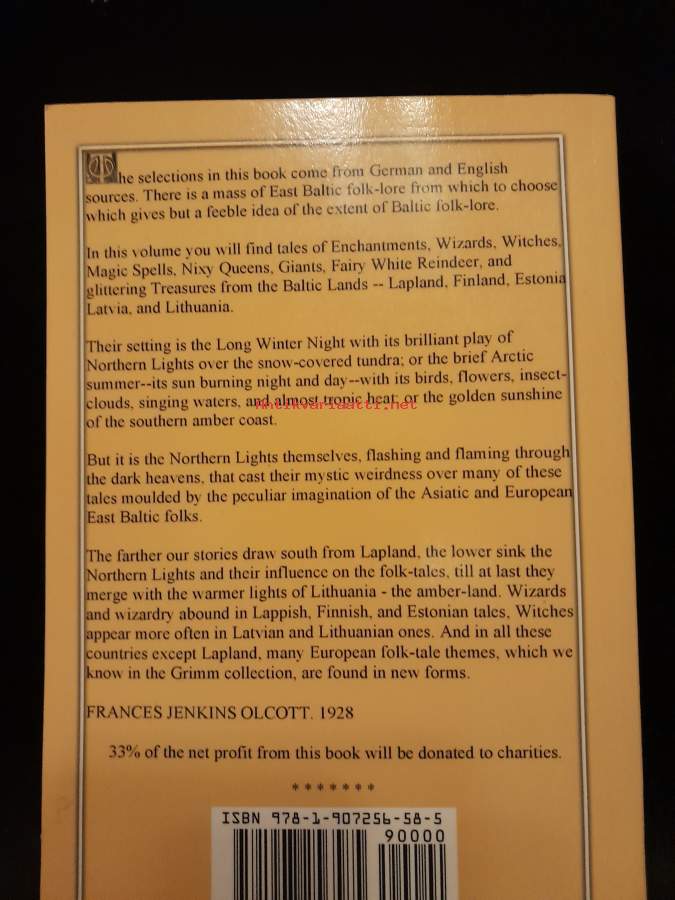 The selections in this book come from German and English
sources. There is a mass of East Baltic folk-lore from which to choose
which gives but a feeble idea of the extent of Baltic folk-lore.
In this volume you will find tales of Enchantments, Wizards, Witches,
Magic Spells, Nixy Queens, Giants, Fairy White Reindeer, and
glittering Treasures from the Baltic Lands -- Lapland, Finland, Estonia
Latvia, and Lithuania.
Their setting is the Long Winter Night with its brilliant play of
Northern Lights over the snow-covered tundra; or the brief Arctic
summer--its sun burning night and day--with its birds, flowers, insect-
clouds, singing waters, and almost tropic heat, or the golden sunshine
Antikvariaatti.net
of the southern amber coast.
But it is the Northern Lights themselves, flashing and flaming through
the dark heavens, that cast their mystic weirdness over many of these
tales moulded by the peculiar imagination of the Asiatic and European
East Baltic folks.
The farther our stories draw south from Lapland, the lower sink the
Northern Lights and their influence on the folk-tales, till at last they
merge with the warmer lights of Lithuania - the amber-land. Wizards
and wizardry abound in Lappish, Finnish, and Estonian tales, Witches
appear more often in Latvian and Lithuanian ones. And in all these
countries except Lapland, many European folk-tale themes, which we
know in the Grimm collection, are found in new forms.
FRANCES JENKINS OLCOTT. 1928
33% of the net profit from this book will be donated to charities.
* * * * * * *
ISBN 978-1-907256-58-5
90000